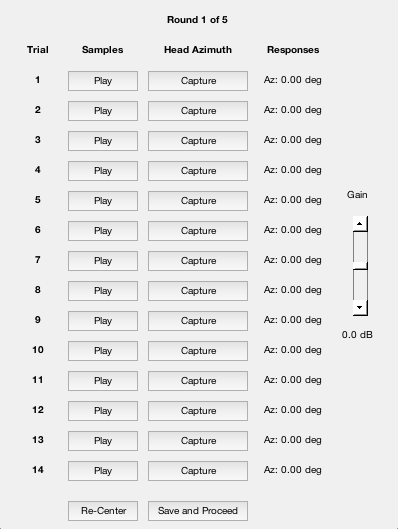 Round 1 of 5
Trial Samples Head Azimuth Responses
1 Play Capture Az: 0.00 deg
2 Play Capture Az: 0.00 deg
3 Play Capture Az: 0.00 deg
4 Play Capture Az: 0.00 deg
5 Play Capture Az: 0.00 deg
Gain
6 Play Capture Az: 0.00 deg
7 Play Capture Az: 0.00 deg
8 Play Capture Az: 0.00 deg
9 Play Capture Az: 0.00 deg
0.0 dB
10 Play Capture Az: 0.00 deg
11 Play Capture Az: 0.00 deg
12 Play Capture Az: 0.00 deg
13 Play Capture Az: 0.00 deg
14 Play Capture Az: 0.00 deg
Re-Center Save and Proceed